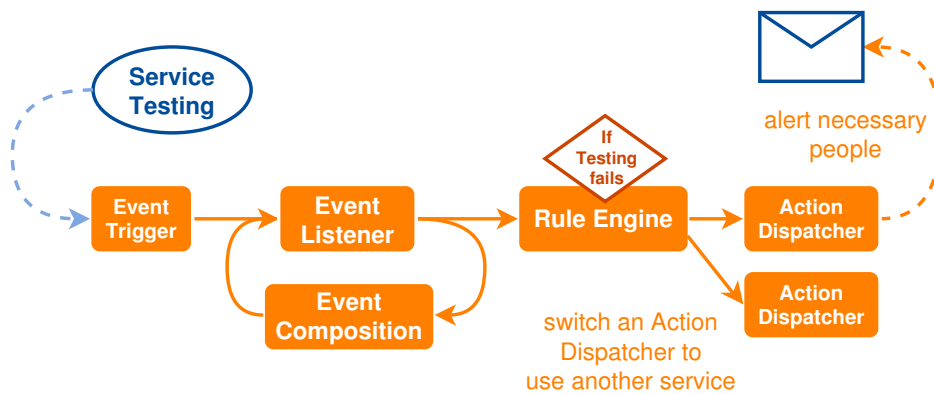 Service
Testing
alert necessary
people
If
Testing
fails
Event
Trigger
Event
Listener
Rule Engine
Action
Dispatcher
Event
Composition
Action
Dispatcher
switch an Action
Dispatcher to
use another service